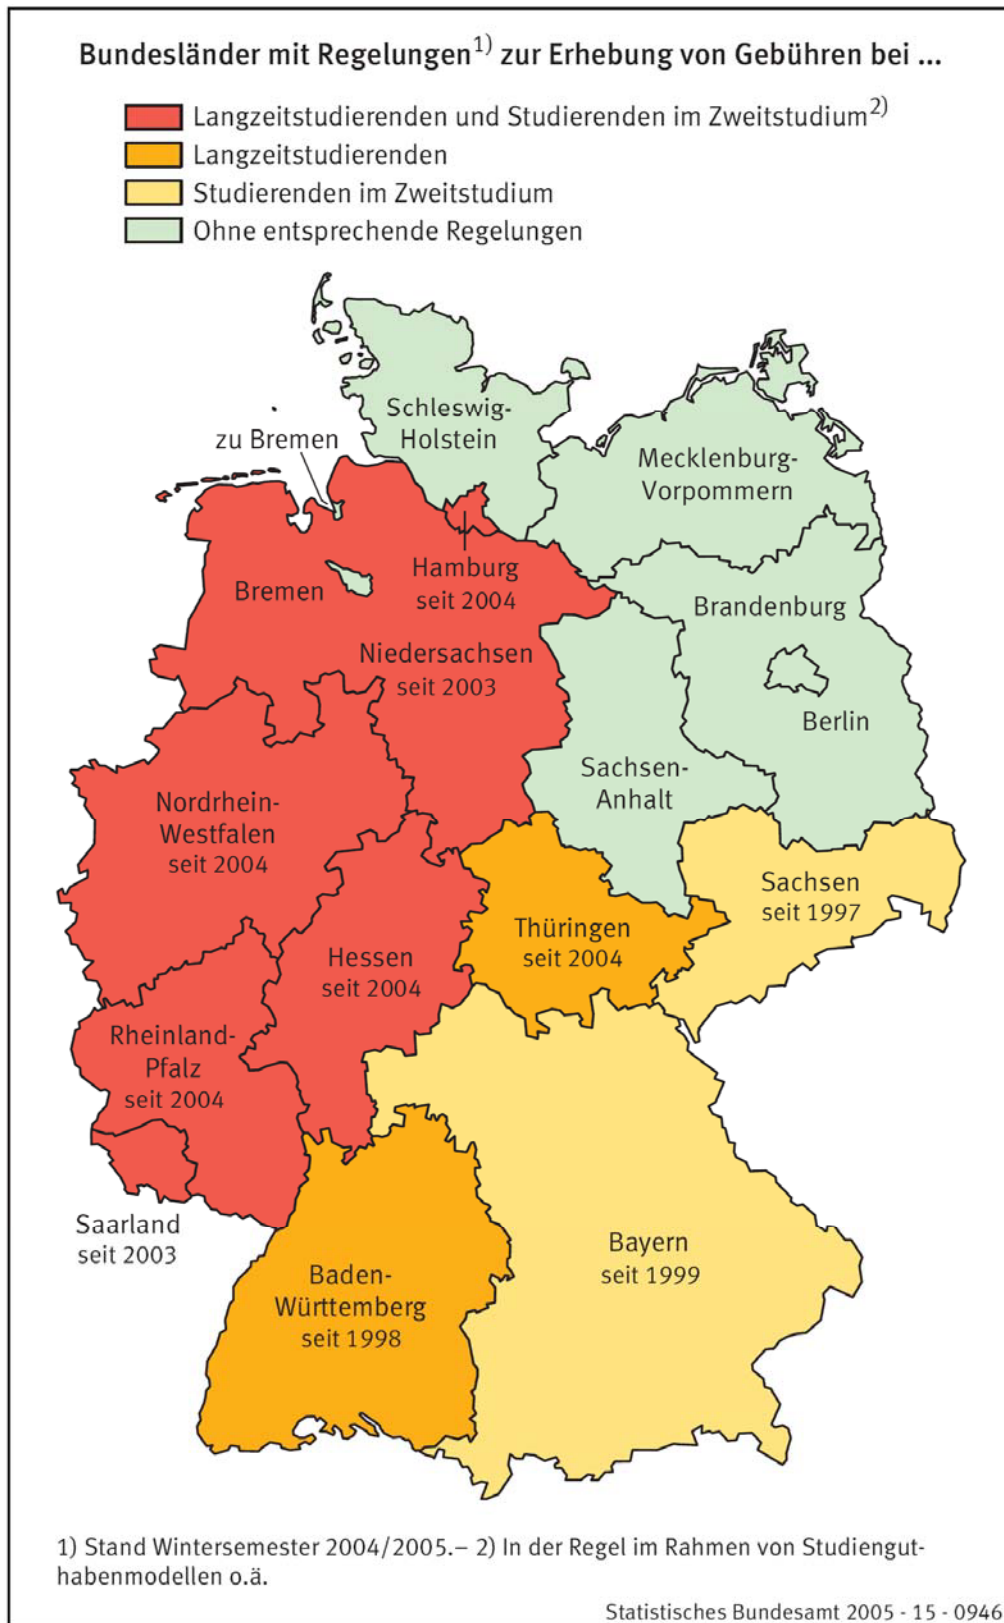 Bundesländer mit Regelungen1) zur Erhebung von Gebühren bei ...
Langzeitstudierenden und Studierenden im Zweitstudium2)
Langzeitstudierenden
Studierenden im Zweitstudium
Ohne entsprechende Regelungen
Schleswig-
Holstein
zu Bremen
Mecklenburg-
Vorpommern
Hamburg
seit 2004
Bremen
Brandenburg
Niedersachsen
seit 2003
Berlin
Sachsen-
Anhalt
Nordrhein-
Westfalen
seit 2004
Sachsen
seit 1997
Thüringen
seit 2004
Hessen
seit 2004
Rheinland-
Pfalz
seit 2004
Saarland
seit 2003
Bayern
seit 1999
Baden-
Württemberg
seit 1998
1) Stand Wintersemester 2004/2005.– 2) In der Regel im Rahmen von Studiengut-
habenmodellen o.ä.
Statistisches Bundesamt 2005 - 15 - 0946